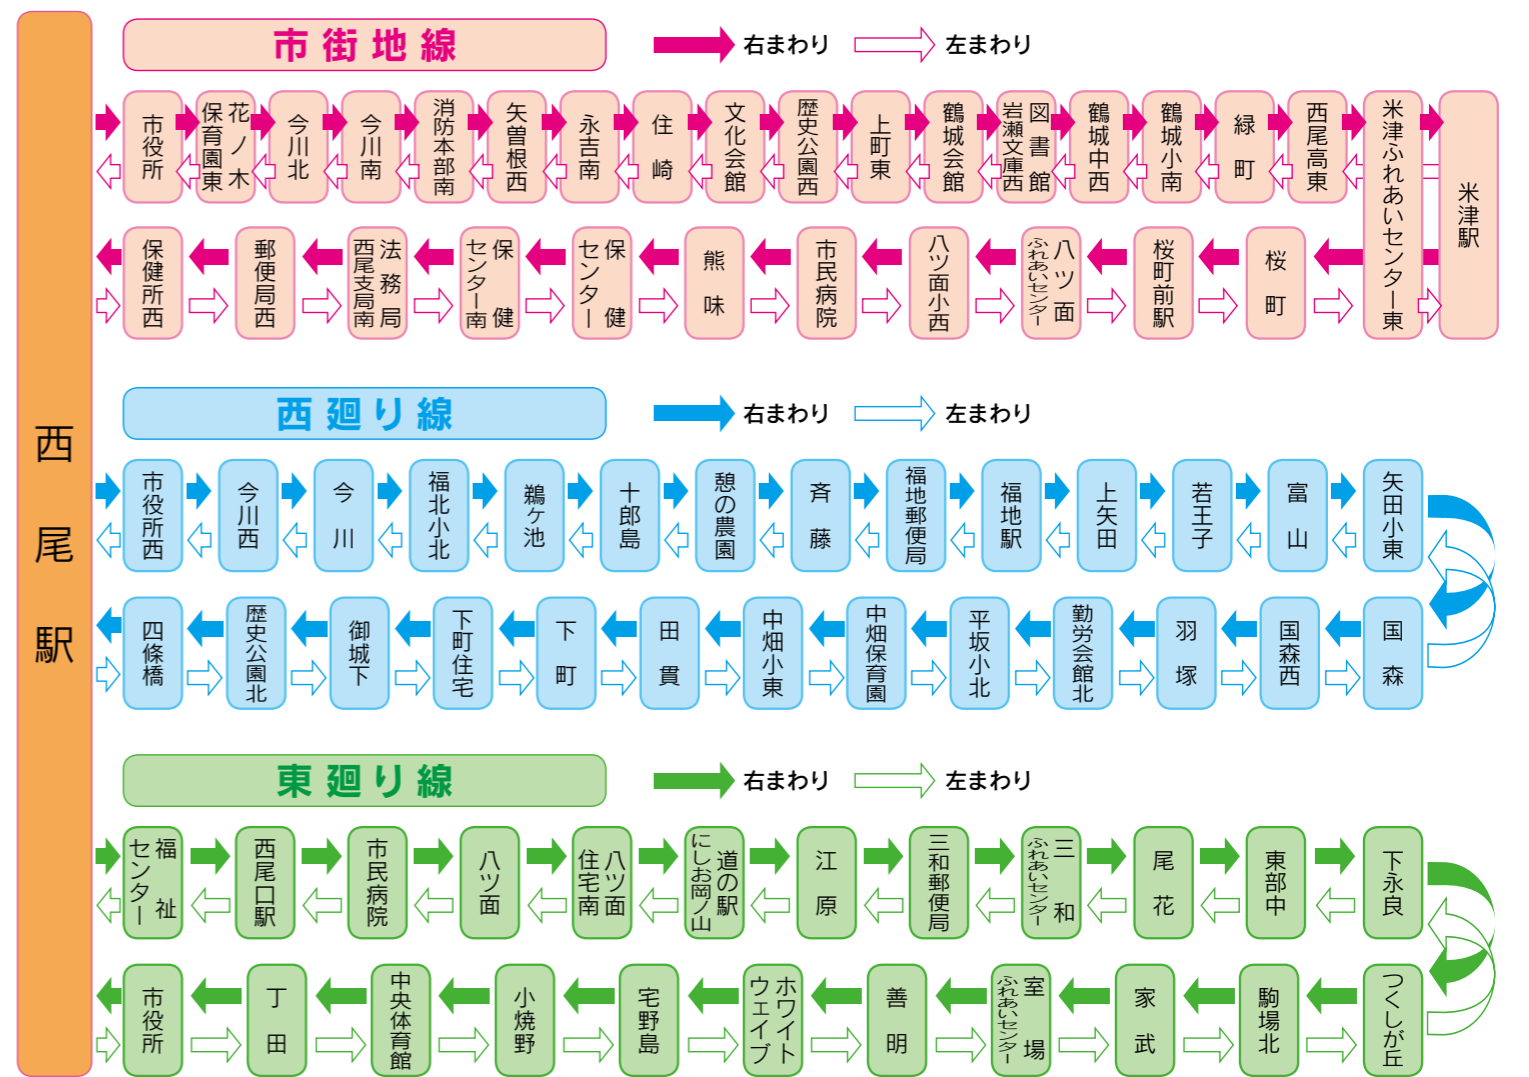 西尾駅
市街地線
右まわり
左まわり
市役所
花ノ木
保育園東
今川北
今川南
消防本部南
矢曽根西
永吉南
住崎
文化会館
歴史公園西
上町東
鶴城会館
図書館
岩瀬文庫西
鶴城中西
鶴城小南
緑町
西尾高東
米津ふれあいセンター東
米津駅
保健所西
郵便局西
法務局
西尾支局南
保健
センター南
保健
センター
熊味
市民病院
八ツ面小西
八ツ面
ふれあいセンター
桜町前駅
桜町
西廻り線
右まわり
左まわり
市役所西
今川西
今川
福北小北
鵜ケ池
十郎島
憩の農園
斉藤
福地郵便局
福地駅
上矢田
若王子
富山
矢田小東
四條橋
歴史公園北
御城下
下町住宅
下町
田貫
中畑小東
中畑保育園
平坂小北
勤労会館北
羽塚
国森西
国森
東廻り線
右まわり
左まわり
福祉
センター
西尾口駅
市民病院
八ツ面
八ツ面
住宅南
道の駅
にしお岡ノ山
江原
三和郵便局
三和
ふれあいセンター
尾花
東部中
下永良
市役所
丁田
中央体育館
小焼野
宅野島
ホワイト
ウェイブ
善明
室場
ふれあいセンター
家武
駒場北
つくしが丘